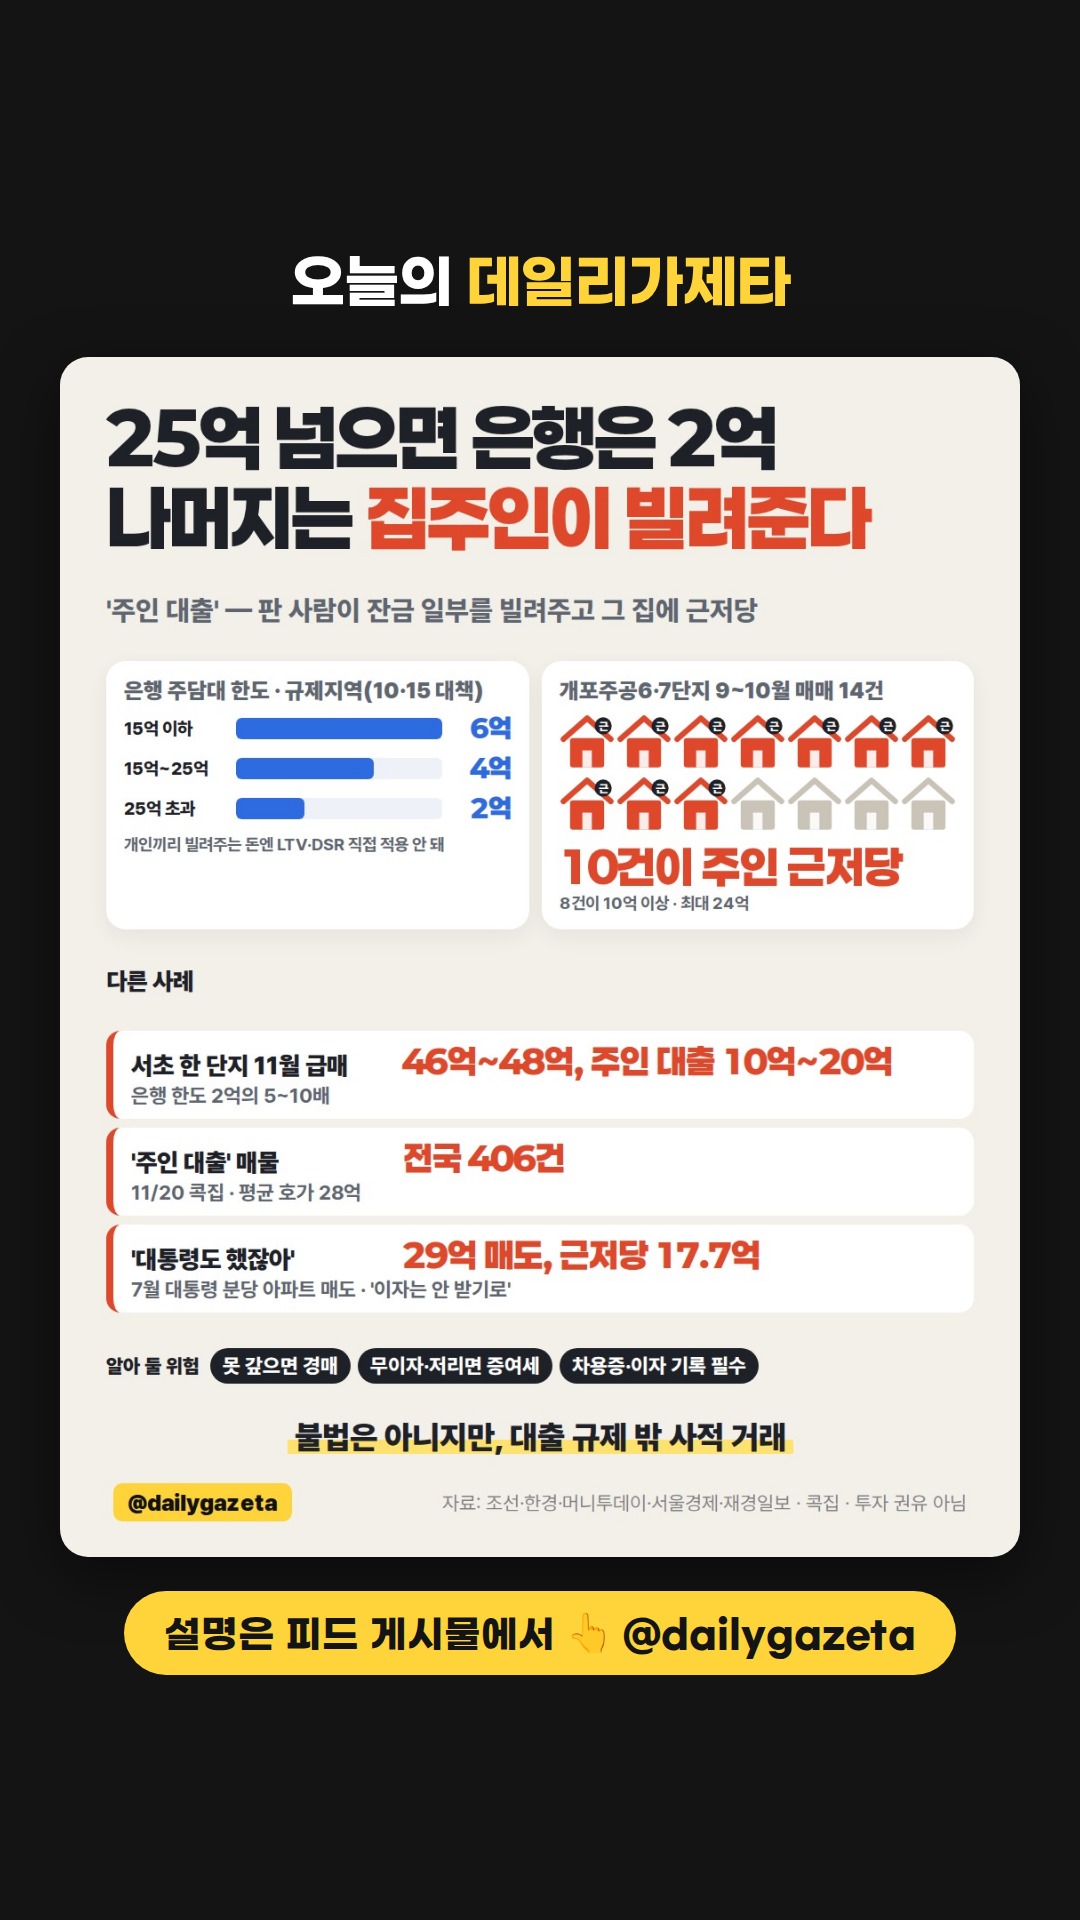 오늘의 데일리가제타
25억 넘으면 은행은 2억
나머지는 집주인이 빌려준다
'주인 대출' — 판 사람이 잔금 일부를 빌려주고 그 집에 근저당
은행 주담대 한도 · 규제지역(10·15 대책)
15억 이하 6억
15억~25억 4억
25억 초과 2억
개인끼리 빌려주는 돈엔 LTV·DSR 직접 적용 안 돼
개포주공6·7단지 9~10월 매매 14건
근 근 근 근 근 근 근
근 근 근
10건이 주인 근저당
8건이 10억 이상 · 최대 24억
다른 사례
서초 한 단지 11월 급매 46억~48억, 주인 대출 10억~20억
은행 한도 2억의 5~10배
'주인 대출' 매물 전국 406건
11/20 콕집 · 평균 호가 28억
'대통령도 했잖아' 29억 매도, 근저당 17.7억
7월 대통령 분당 아파트 매도 · '이자는 안 받기로'
알아 둘 위험 못 갚으면 경매 무이자·저리면 증여세 차용증·이자 기록 필수
불법은 아니지만, 대출 규제 밖 사적 거래
@dailygazeta 자료: 조선·한경·머니투데이·서울경제·재경일보 · 콕집 · 투자 권유 아님
설명은 피드 게시물에서 👆 @dailygazeta